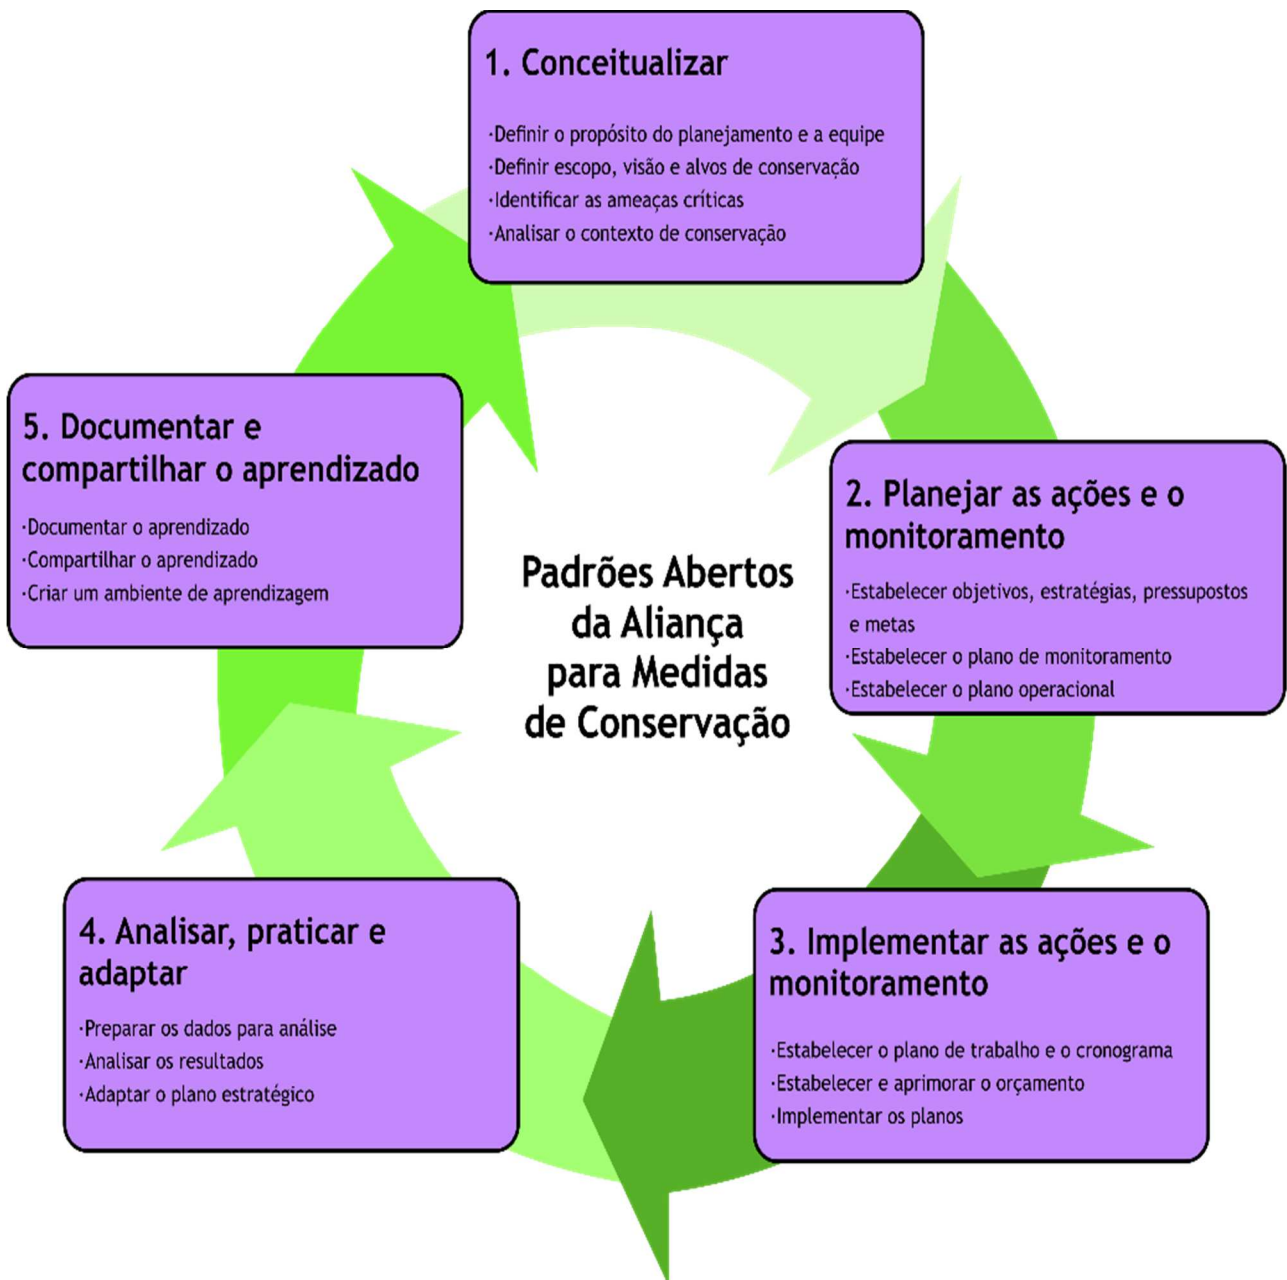 1. Conceitualizar
·Definir o propósito do planejamento e a equipe
·Definir escopo, visão e alvos de conservação
·Identificar as ameaças críticas
·Analisar o contexto de conservação
2. Planejar as ações e o
monitoramento
·Estabelecer objetivos, estratégias, pressupostos
e metas
·Estabelecer o plano de monitoramento
·Estabelecer o plano operacional
3. Implementar as ações e o
monitoramento
·Estabelecer o plano de trabalho e o cronograma
·Estabelecer e aprimorar o orçamento
·Implementar os planos
4. Analisar, praticar e
adaptar
·Preparar os dados para análise
·Analisar os resultados
·Adaptar o plano estratégico
5. Documentar e
compartilhar o aprendizado
·Documentar o aprendizado
·Compartilhar o aprendizado
·Criar um ambiente de aprendizagem
Padrões Abertos
da Aliança
para Medidas
de Conservação